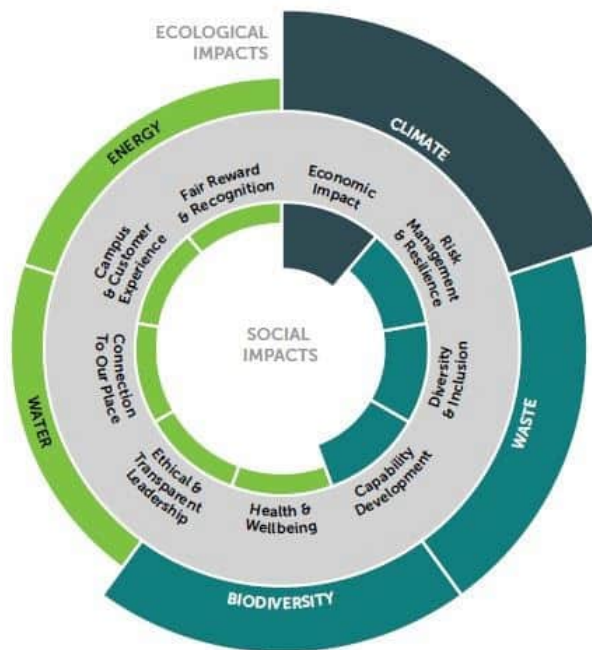 ECOLOGICAL
IMPACTS
CLIMATE
WASTE
BIODIVERSITY
WATER
ENERGY
Economic
Impact
Risk
Management
& Resilience
Diversity
& Inclusion
Capability
Development
Health &
Wellbeing
Ethical &
Transparent
Leadership
Connection
To Our Place
Campus
& Customer
Experience
Fair Reward
& Recognition
SOCIAL
IMPACTS